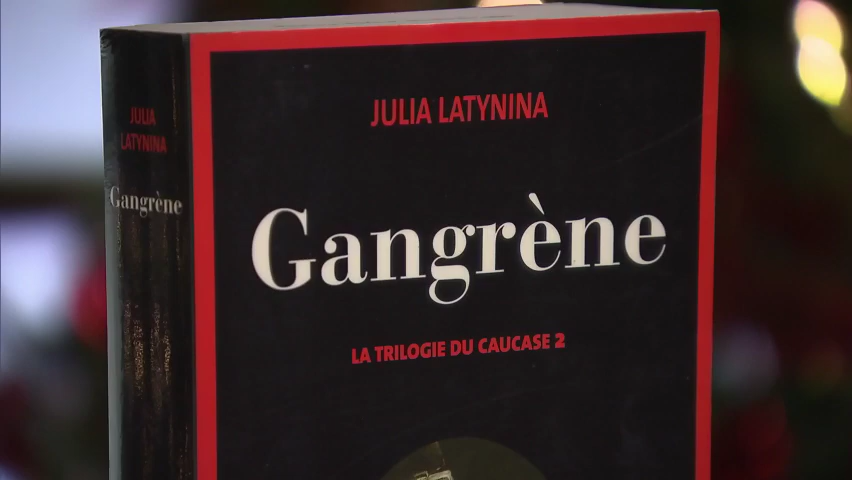 JULIA
LATYNINA
Gangrène
JULIA LATYNINA
Gangrène
LA TRILOGIE DU CAUCASE 2